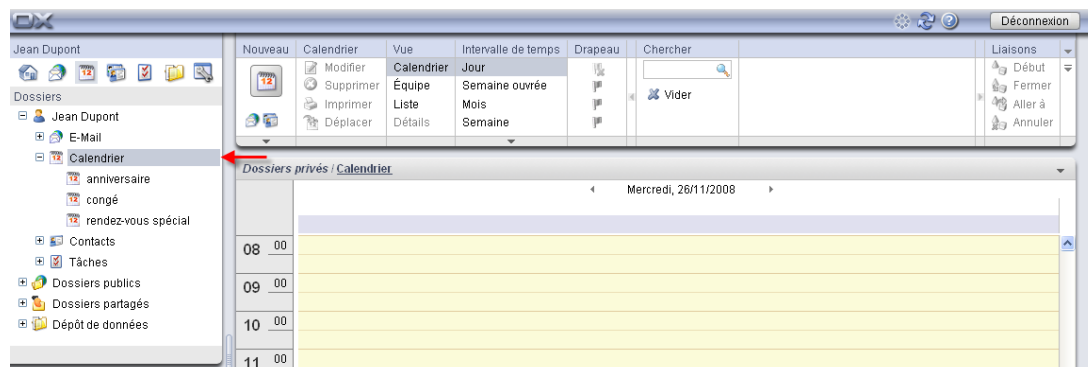 OX
Déconnexion
Jean Dupont
Dossiers
Jean Dupont
E-Mail
Calendrier
anniversaire
congé
rendez-vous spécial
Contacts
Tâches
Dossiers publics
Dossiers partagés
Dépôt de données
Nouveau Calendrier Vue Intervalle de temps Drapeau Chercher Liaisons
Modifier Calendrier Jour Début
Supprimer Équipe Semaine ouvrée Vider Fermer
Imprimer Liste Mois Aller à
Déplacer Détails Semaine Annuler
Dossiers privés / Calendrier
Mercredi, 26/11/2008
08 00
09 00
10 00
11 00